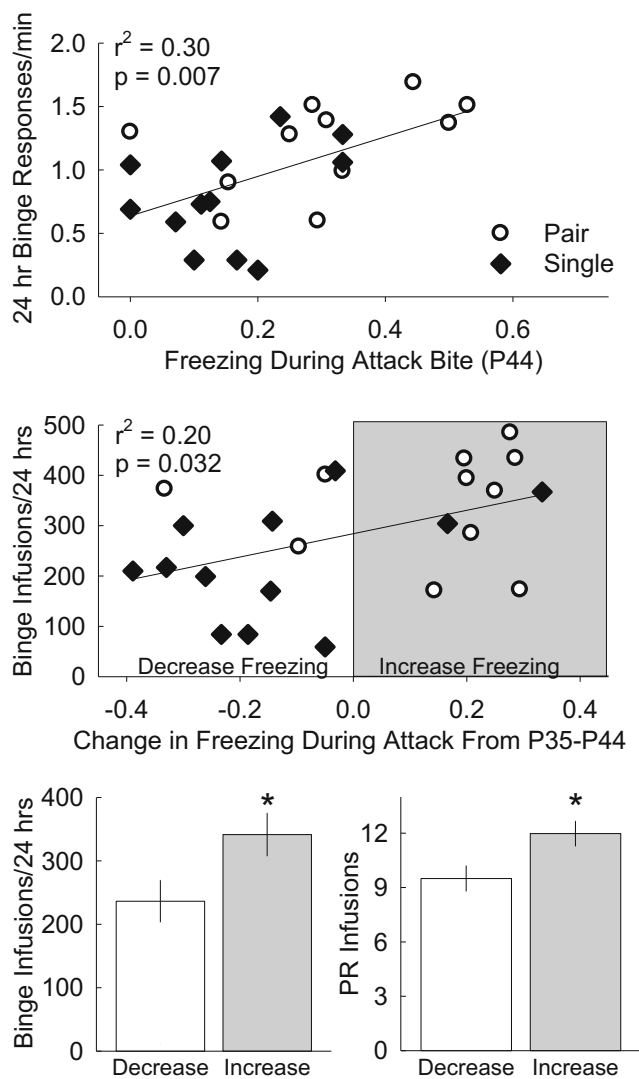 24 hr Binge Responses/min
2.0
1.5
1.0
0.5
0.0
r² = 0.30
p = 0.007
Pair
Single
0.0 0.2 0.4 0.6
Freezing During Attack Bite (P44)
Binge Infusions/24 hrs
500
400
300
200
100
0
r² = 0.20
p = 0.032
Decrease Freezing Increase Freezing
-0.4 -0.2 0.0 0.2 0.4
Change in Freezing During Attack From P35-P44
Binge Infusions/24 hrs
400
300
200
100
0
*
Decrease Increase
PR Infusions
12
9
6
3
0
*
Decrease Increase